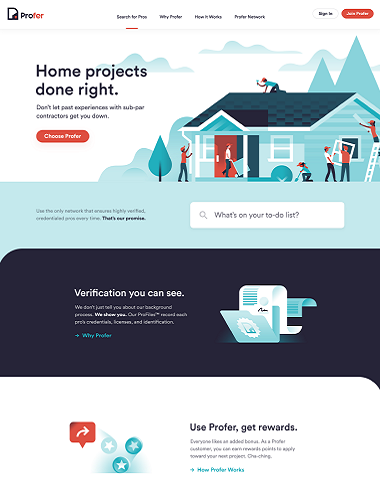 Profer
Search for Pros
Why Profer
How It Works
Profer Network
Sign In
Join Profer
Home projects
done right.
Don't let past experiences with sub-par
contractors get you down.
Choose Profer
Use the only network that ensures highly verified,
credentialed pros every time. That's our promise.
What's on your to-do list?
Verification you can see.
We don't just tell you about our background
process. We show you. Our ProFiles™ record each
pro's credentials, licenses, and identification.
→ Why Profer
Use Profer, get rewards.
Everyone likes an added bonus. As a Profer
customer, you can earn rewards points to apply
toward your next project. Cha-ching.
→ How Profer Works